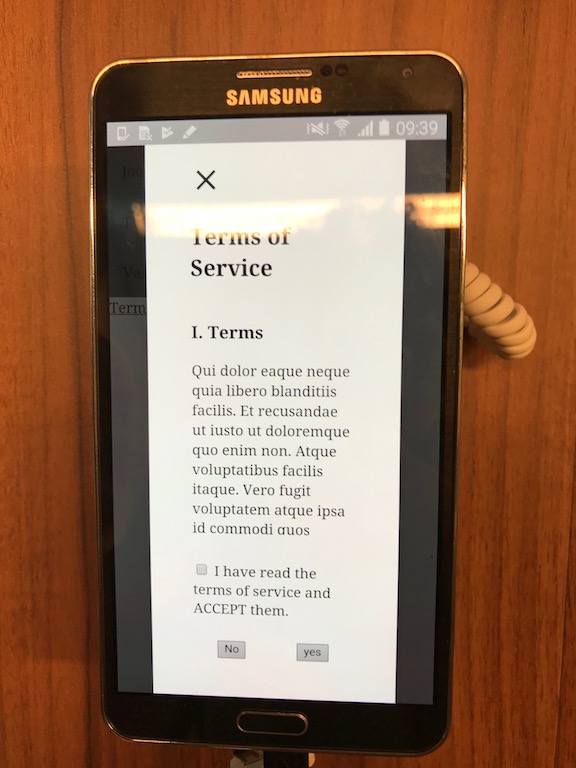 SAMSUNG
09:39
Term
Terms of
Service
I. Terms
Qui dolor eaque neque
quia libero blanditiis
facilis. Et recusandae
ut iusto ut doloremque
quo enim non. Atque
voluptatibus facilis
itaque. Vero fugit
voluptatem atque ipsa
id commodi quos
I have read the
terms of service and
ACCEPT them.
No
yes